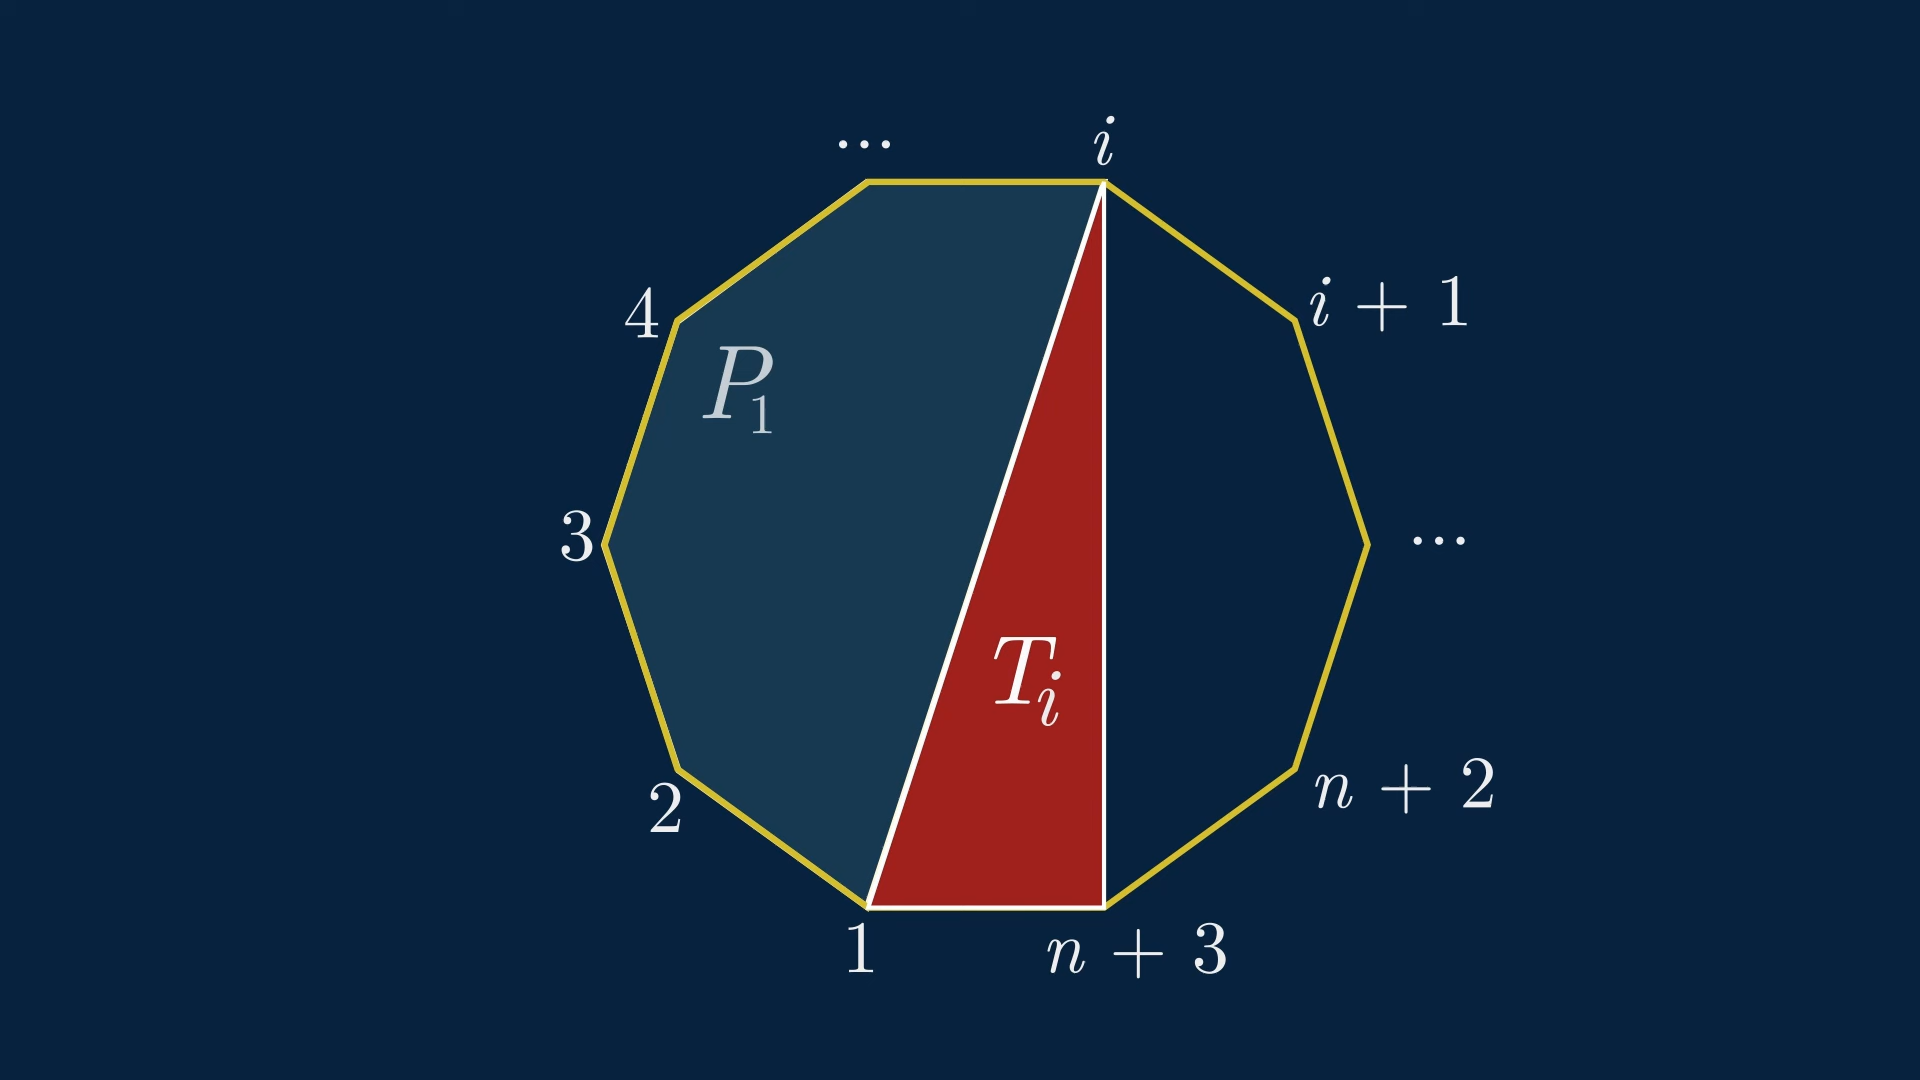 ... i
4 i + 1
P₁
3 ...
Tᵢ
2 n + 2
1 n + 3